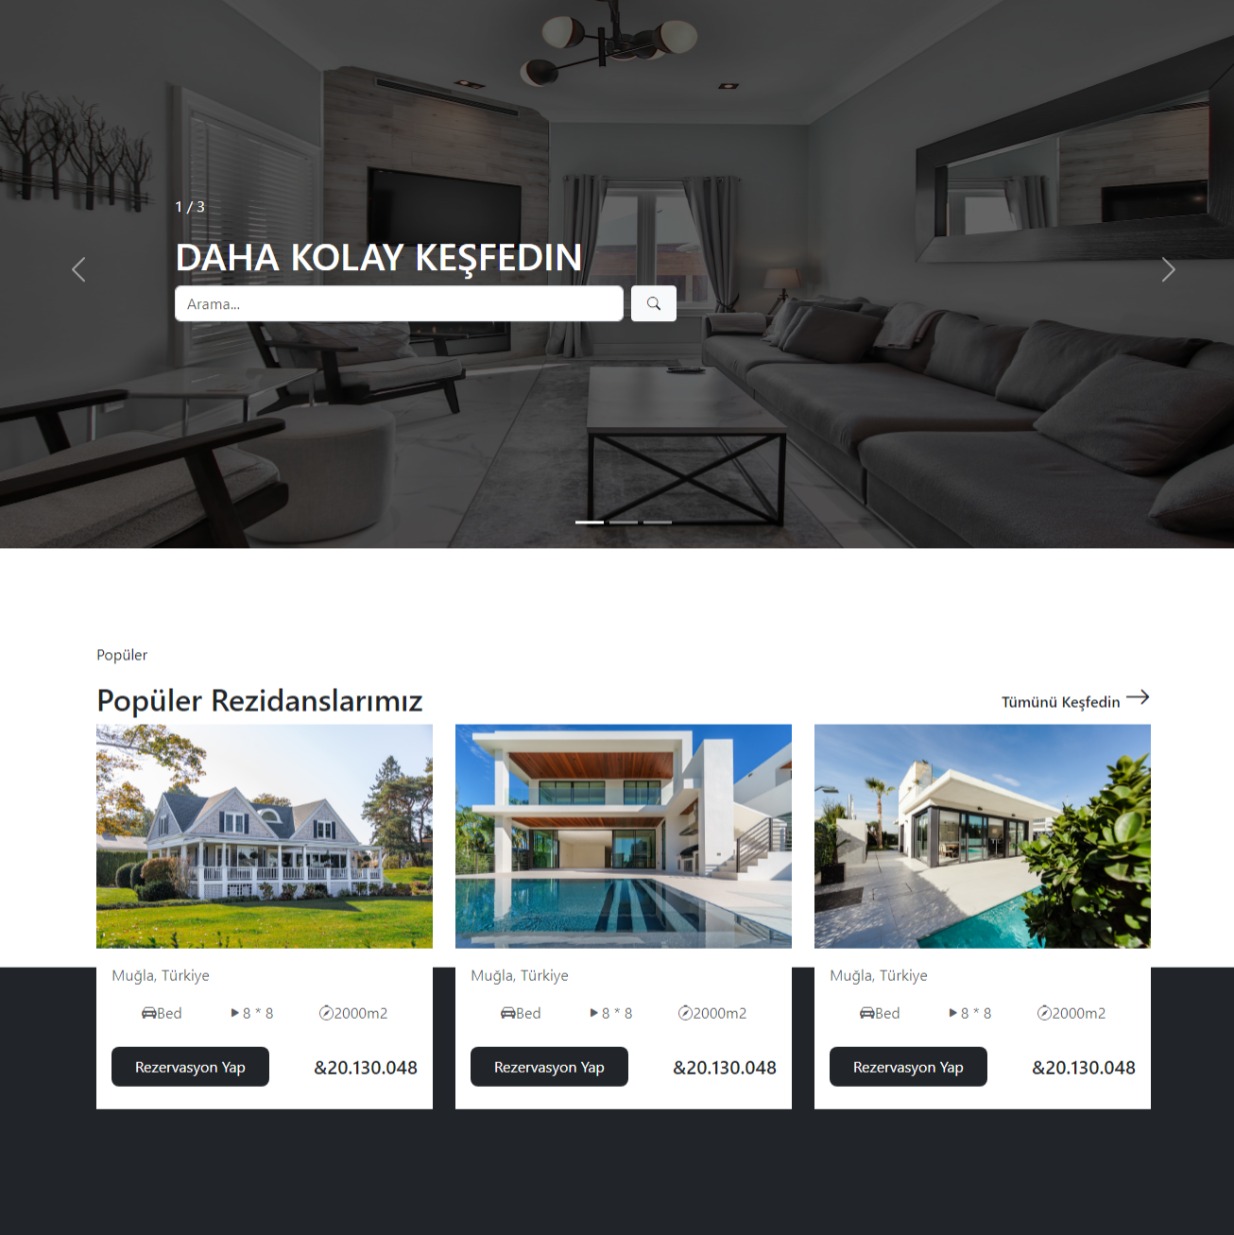 1 / 3
DAHA KOLAY KEŞFEDIN
Arama...
Popüler
Popüler Rezidanslarımız
Tümünü Keşfedin
Muğla, Türkiye
Bed 8 * 8 2000m2
Rezervasyon Yap &20.130.048
Muğla, Türkiye
Bed 8 * 8 2000m2
Rezervasyon Yap &20.130.048
Muğla, Türkiye
Bed 8 * 8 2000m2
Rezervasyon Yap &20.130.048